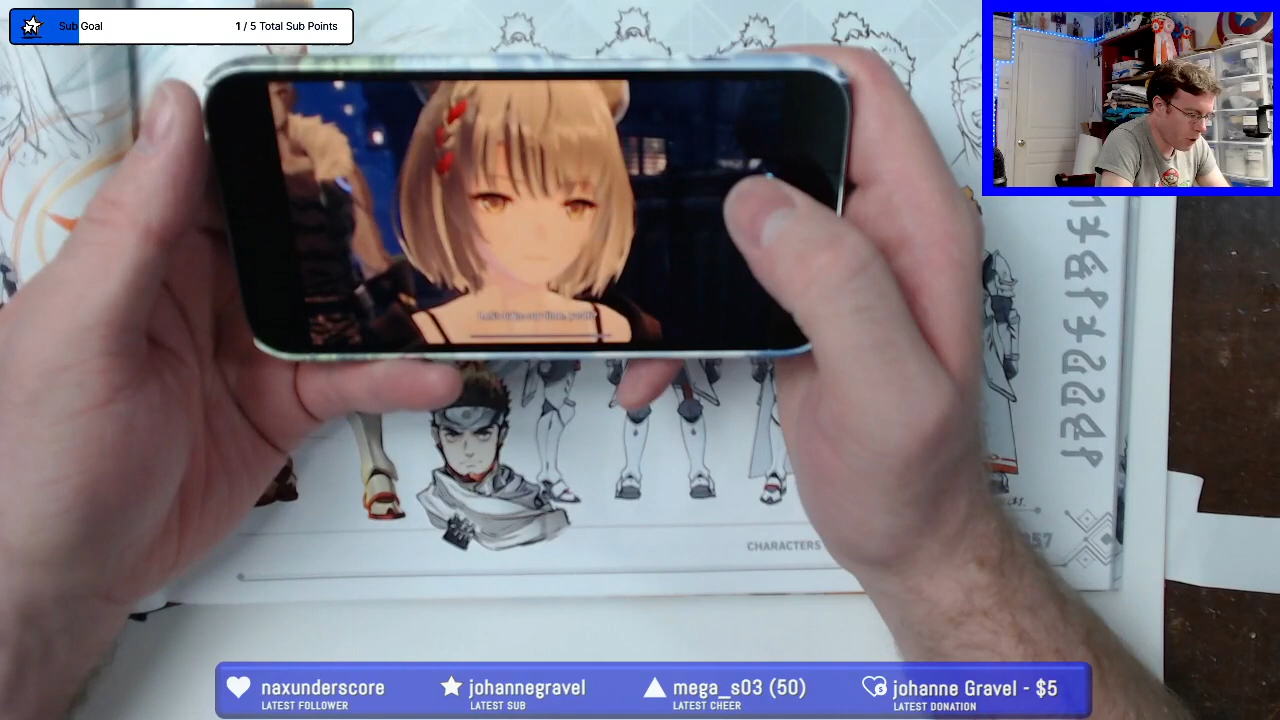 Sub Goal
1 / 5 Total Sub Points
CHARACTERS
naxunderscore
LATEST FOLLOWER
johannegravel
LATEST SUB
mega_s03 (50)
LATEST CHEER
johanne Gravel - $5
LATEST DONATION